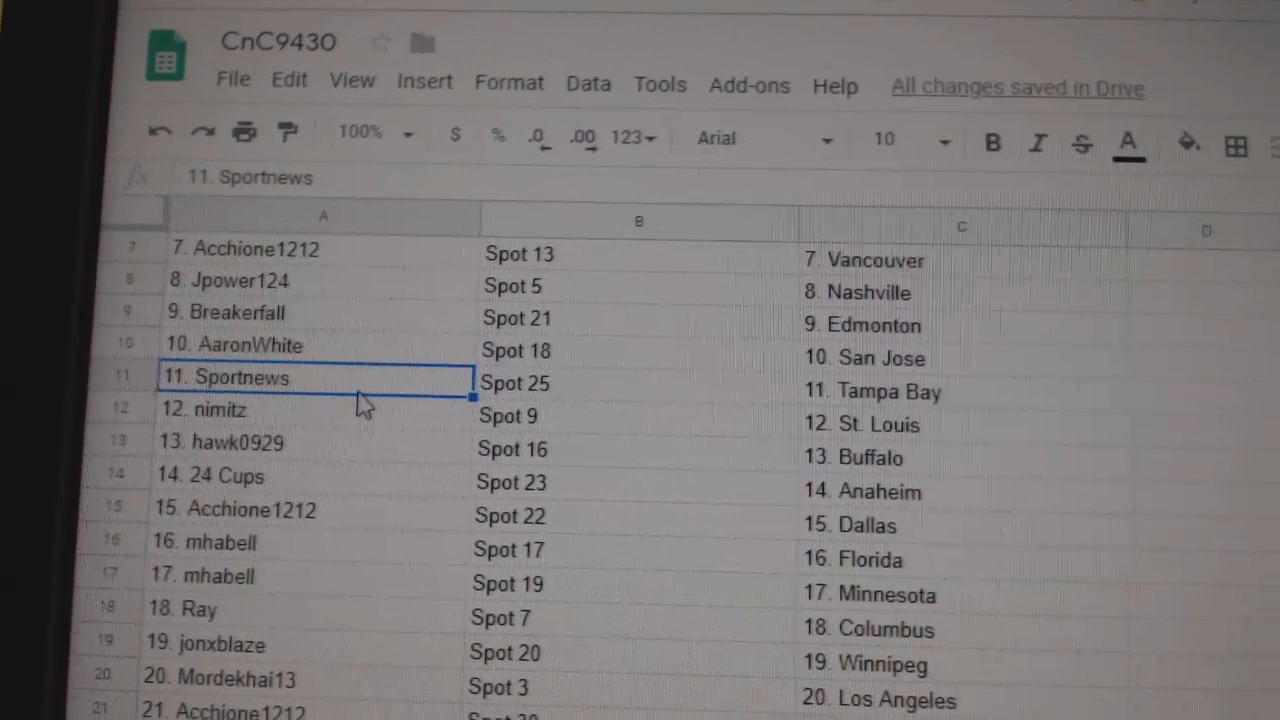 CnC9430
File Edit View Insert Format Data Tools Add-ons Help All changes saved in Drive
100% $ % .0 .00 123 Arial 10 B I S A
fx 11. Sportnews
A B C D
7 7. Acchione1212 Spot 13 7. Vancouver
8 8. Jpower124 Spot 5 8. Nashville
9 9. Breakerfall Spot 21 9. Edmonton
10 10. AaronWhite Spot 18 10. San Jose
11 11. Sportnews Spot 25 11. Tampa Bay
12 12. nimitz Spot 9 12. St. Louis
13 13. hawk0929 Spot 16 13. Buffalo
14 14. 24 Cups Spot 23 14. Anaheim
15 15. Acchione1212 Spot 22 15. Dallas
16 16. mhabell Spot 17 16. Florida
17 17. mhabell Spot 19 17. Minnesota
18 18. Ray Spot 7 18. Columbus
19 19. jonxblaze Spot 20 19. Winnipeg
20 20. Mordekhai13 Spot 3 20. Los Angeles
21 21. Acchione1212